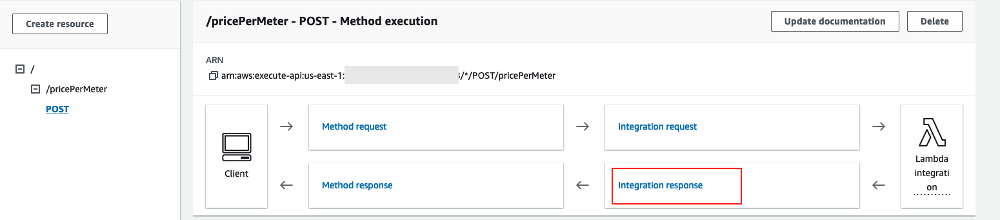 Create resource
/
/pricePerMeter
POST
/pricePerMeter - POST - Method execution
Update documentation
Delete
ARN
arn:aws:execute-api:us-east-1:
/*/POST/pricePerMeter
Client
Method request
Integration request
Method response
Integration response
Lambda
integrati
on